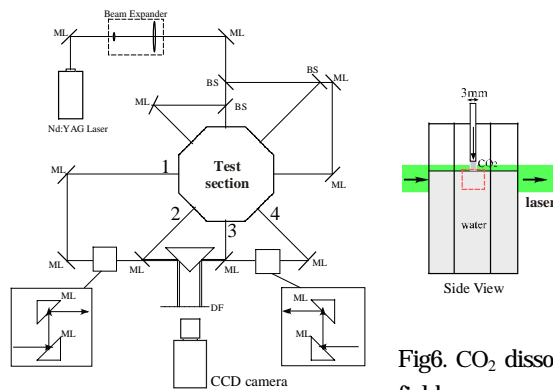 Beam Expander
ML
ML
Nd:YAG Laser
BS
BS
ML
ML
BS
Test
section
1
2
3
4
ML
ML
ML
ML
ML
ML
ML
ML
ML
ML
DF
CCD camera
3mm
CO₂
laser
water
Side View
Fig6. CO₂ disso